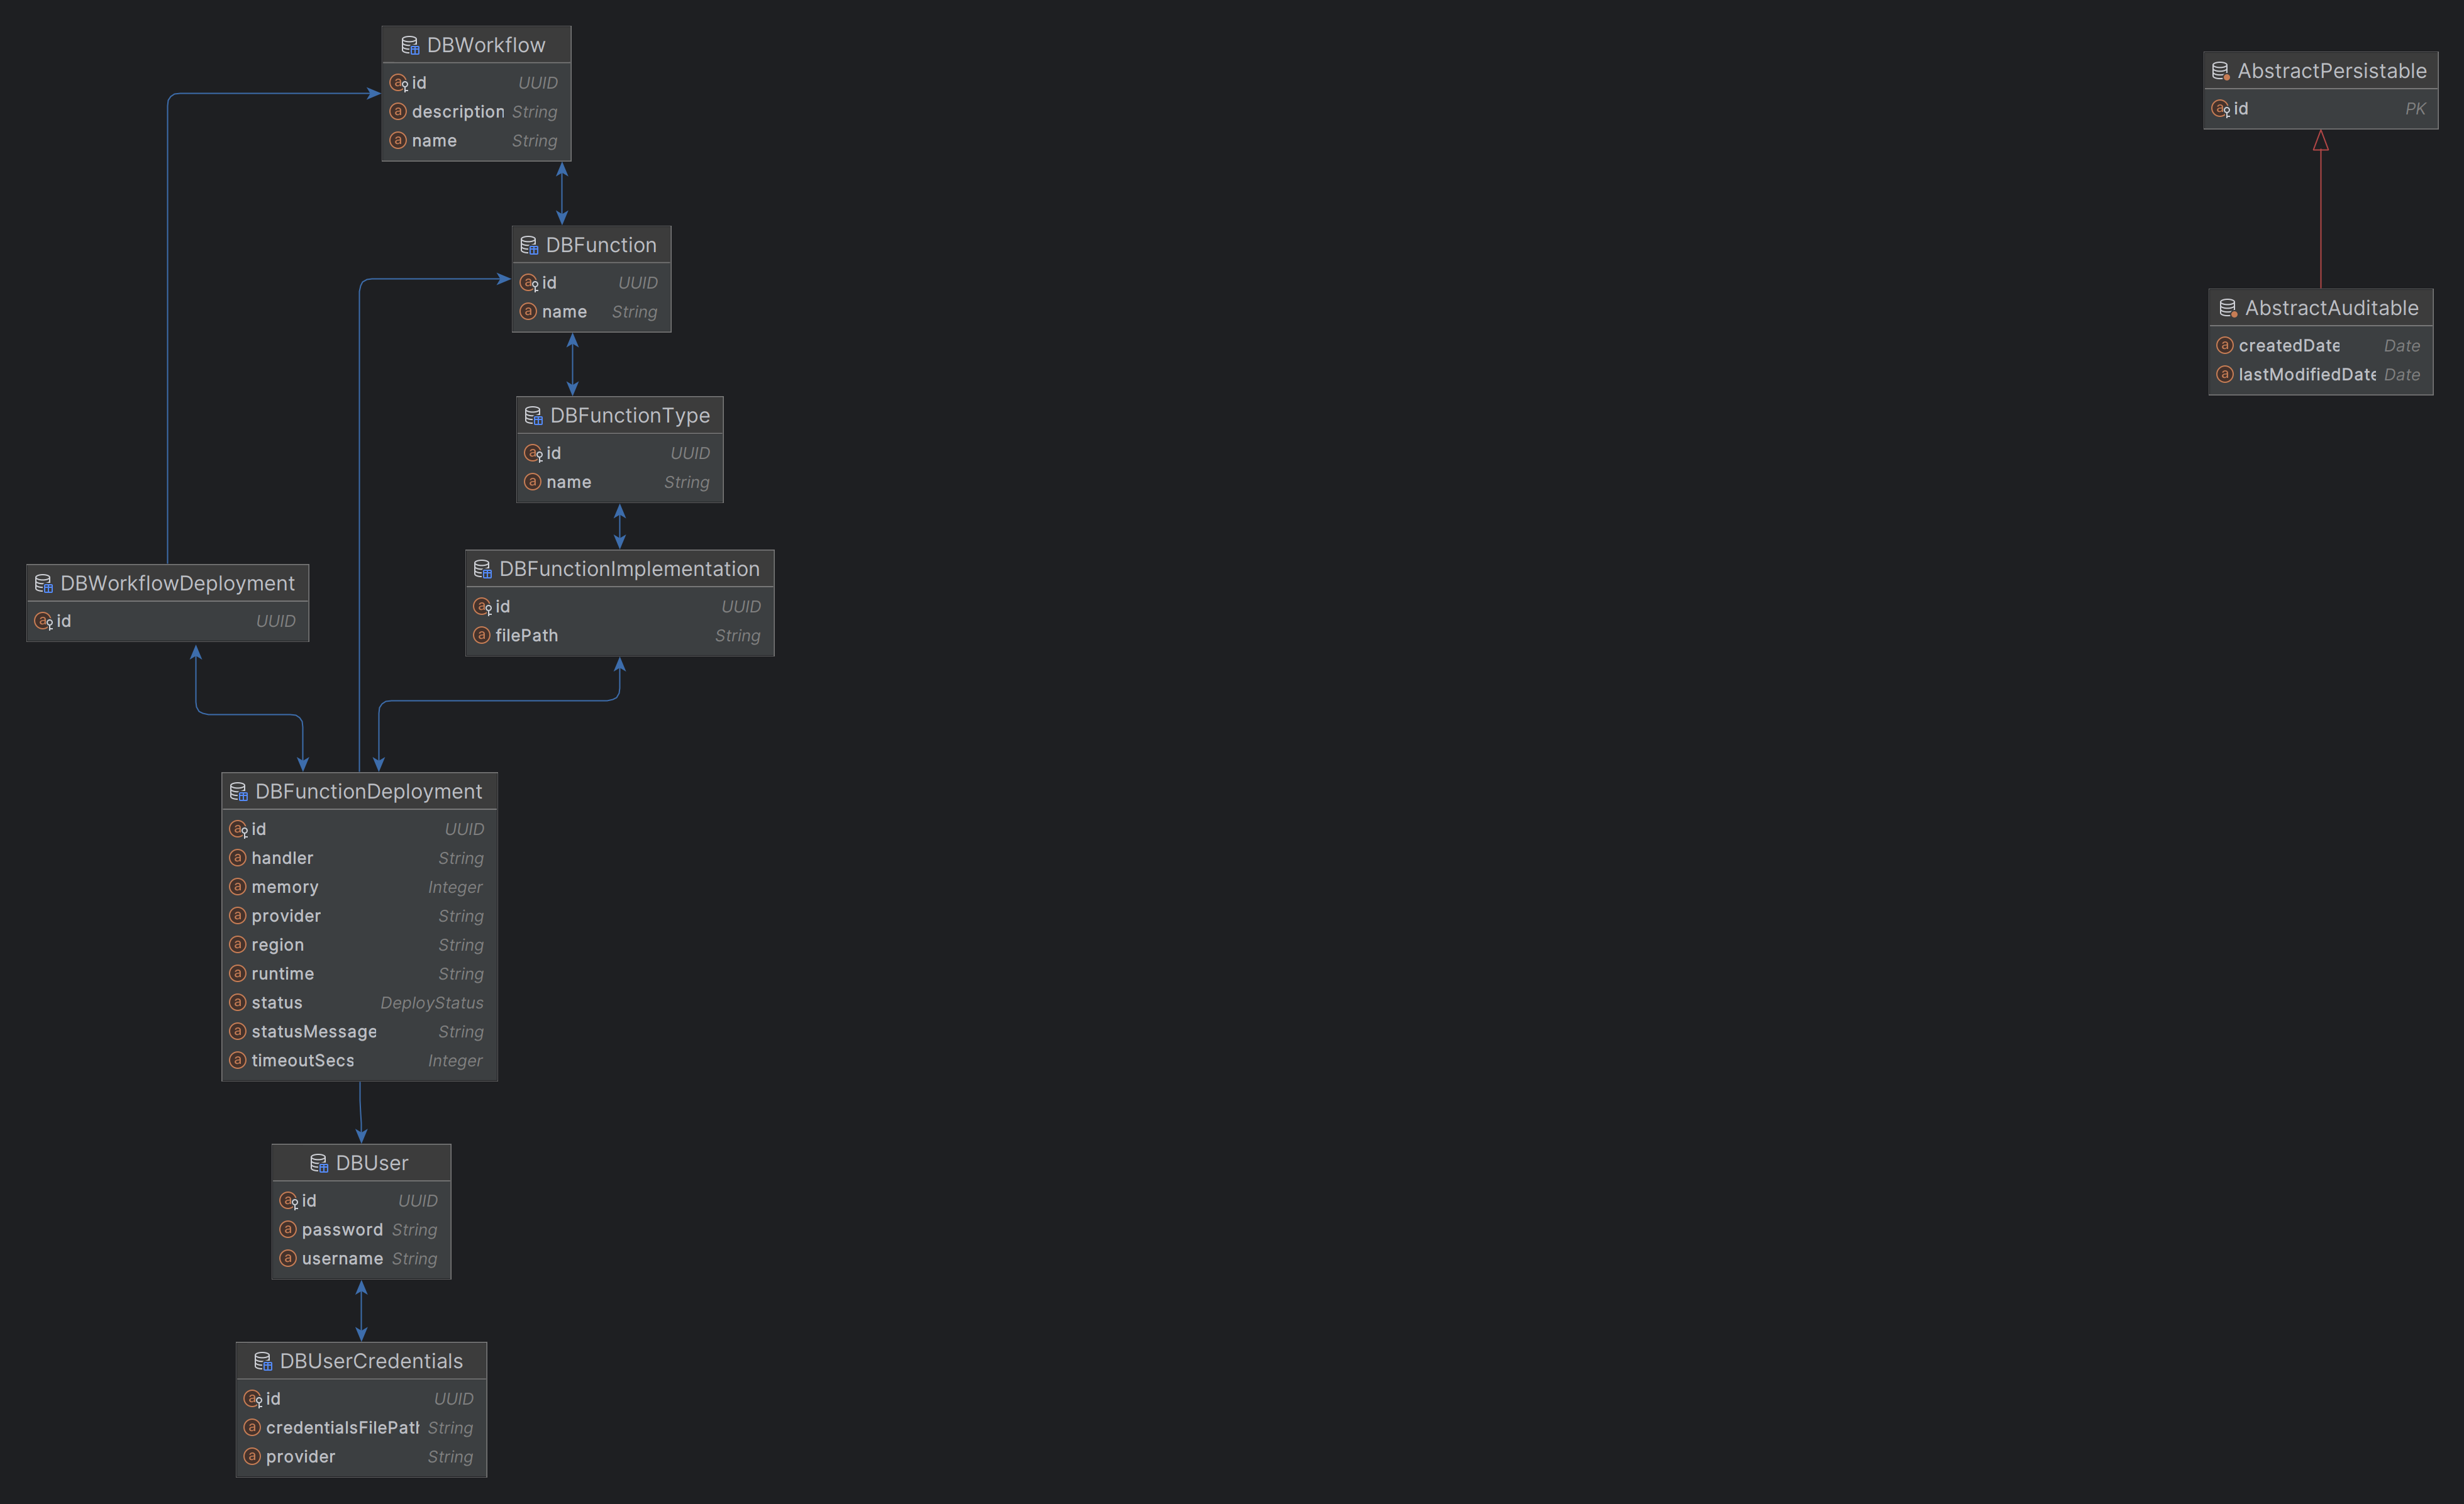 DBWorkflow
id UUID
description String
name String
AbstractPersistable
id PK
DBFunction
id UUID
name String
AbstractAuditable
createdDate Date
lastModifiedDate Date
DBFunctionType
id UUID
name String
DBWorkflowDeployment
id UUID
DBFunctionImplementation
id UUID
filePath String
DBFunctionDeployment
id UUID
handler String
memory Integer
provider String
region String
runtime String
status DeployStatus
statusMessage String
timeoutSecs Integer
DBUser
id UUID
password String
username String
DBUserCredentials
id UUID
credentialsFilePath String
provider String